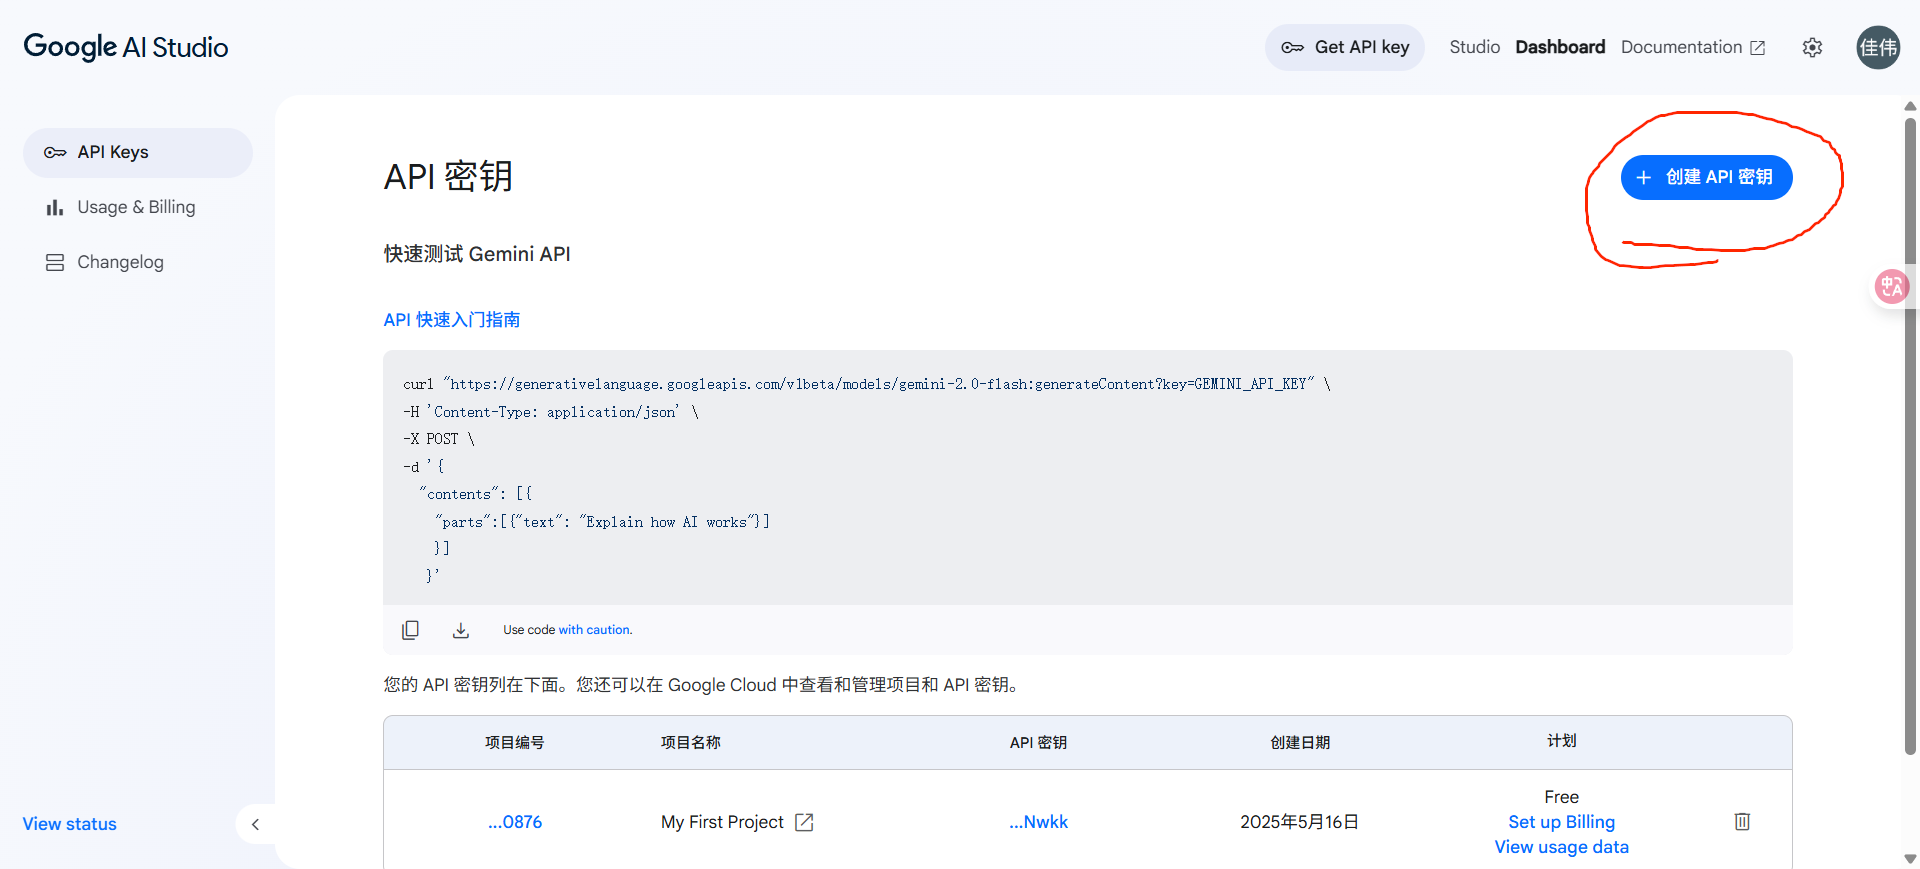 Google AI Studio
Get API key
Studio
Dashboard
Documentation
佳伟
API Keys
Usage & Billing
Changelog
API 密钥
创建 API 密钥
快速测试 Gemini API
API 快速入门指南
curl "https://generativelanguage.googleapis.com/v1beta/models/gemini-2.0-flash:generateContent?key=GEMINI_API_KEY" \
-H 'Content-Type: application/json' \
-X POST \
-d '{
"contents": [{
"parts":[{"text": "Explain how AI works"}]
}]
}'
Use code with caution.
您的 API 密钥列在下面。您还可以在 Google Cloud 中查看和管理项目和 API 密钥。
项目编号 项目名称 API 密钥 创建日期 计划
...0876 My First Project ...Nwkk 2025年5月16日 Free
Set up Billing
View usage data
View status
中A